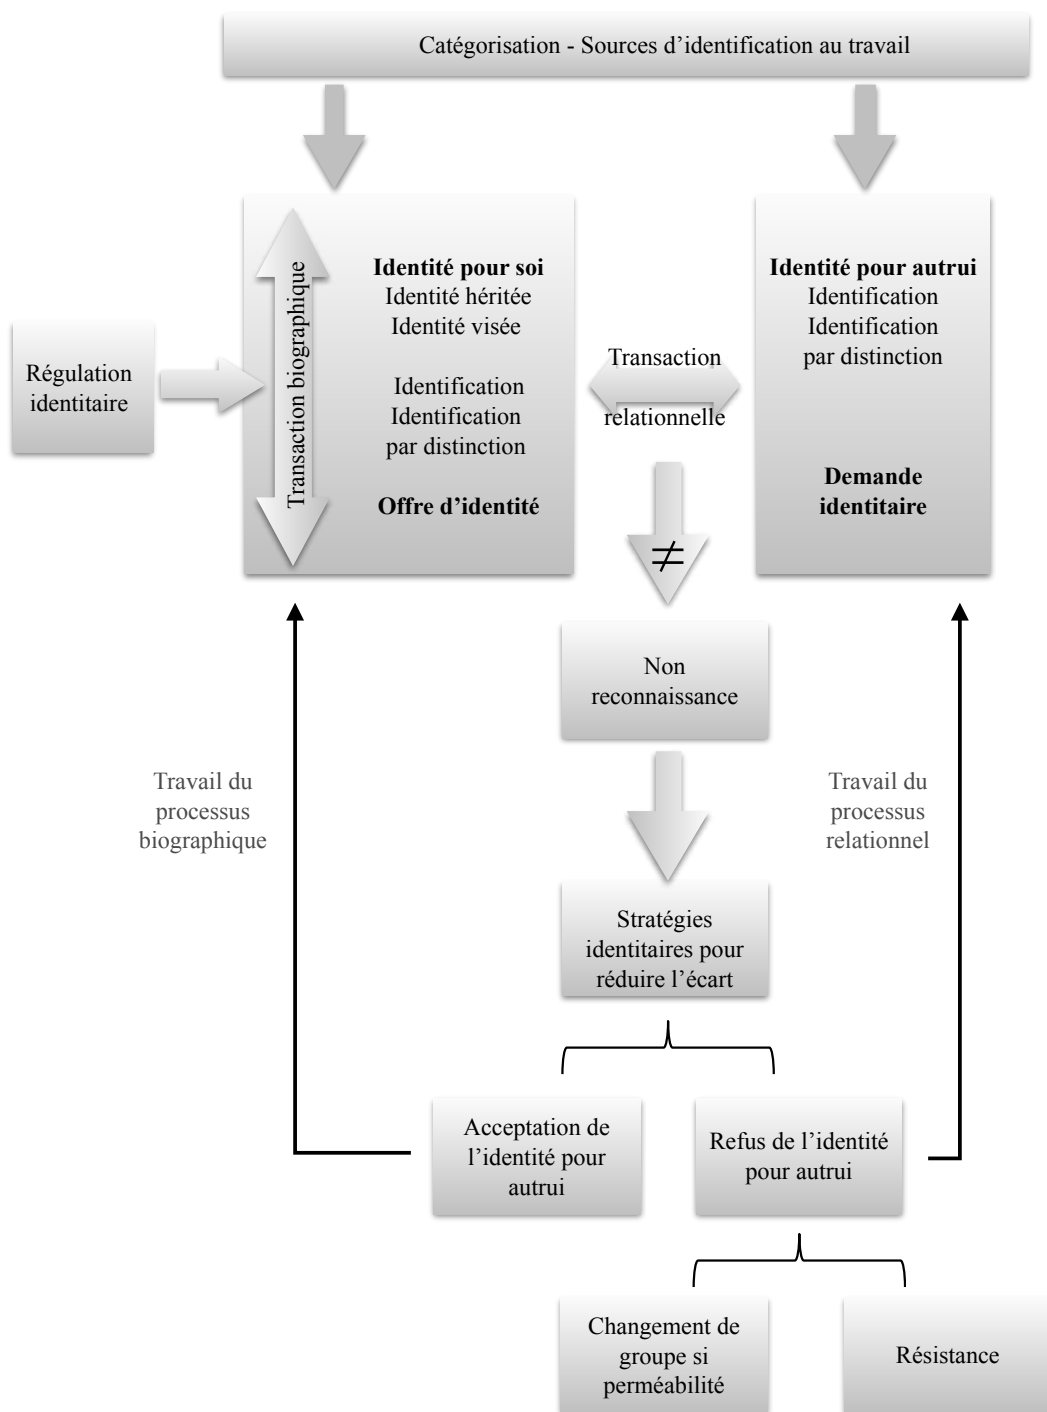 Catégorisation - Sources d’identification au travail
Régulation
identitaire
Transaction biographique
Identité pour soi
Identité héritée
Identité visée
Identification
Identification
par distinction
Offre d’identité
Transaction
relationnelle
Identité pour autrui
Identification
Identification
par distinction
Demande
identitaire
≠
Non
reconnaissance
Travail du
processus
biographique
Travail du
processus
relationnel
Stratégies
identitaires pour
réduire l’écart
Acceptation de
l’identité pour
autrui
Refus de l’identité
pour autrui
Changement de
groupe si
perméabilité
Résistance